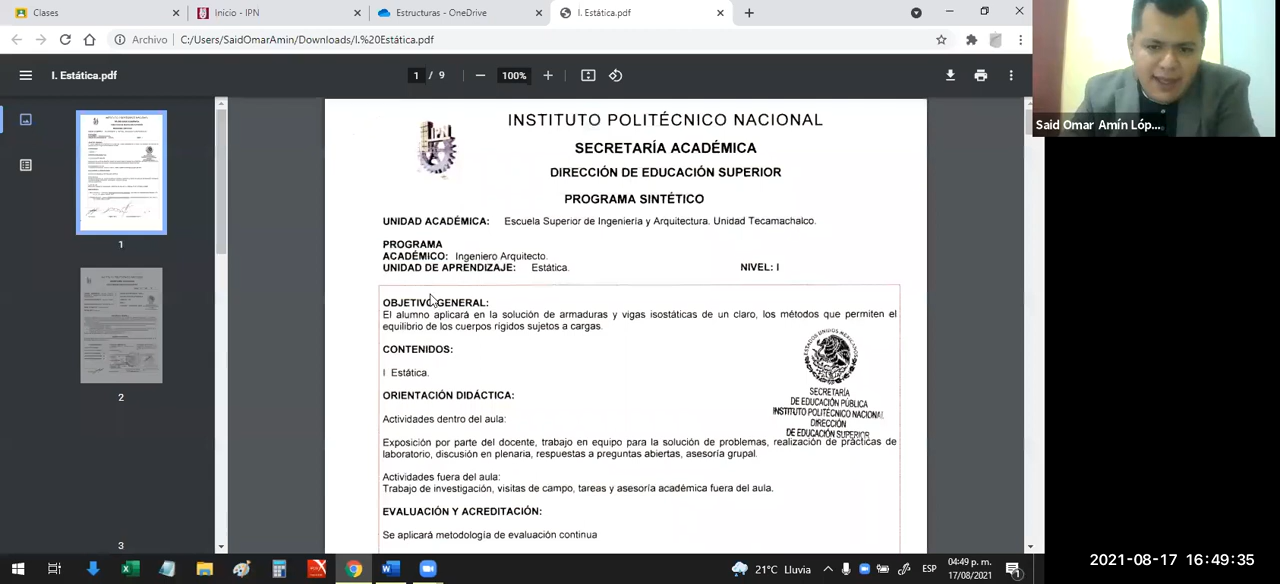 Clases
Inicio - IPN
Estructuras - OneDrive
I. Estática.pdf
Archivo
C:/Users/SaidOmarAmin/Downloads/I.%20Estática.pdf
I. Estática.pdf
1 / 9
100%
Said Omar Amín Lóp...
INSTITUTO POLITÉCNICO NACIONAL
SECRETARÍA ACADÉMICA
DIRECCIÓN DE EDUCACIÓN SUPERIOR
PROGRAMA SINTÉTICO
UNIDAD ACADÉMICA: Escuela Superior de Ingeniería y Arquitectura. Unidad Tecamachalco.
PROGRAMA
ACADÉMICO: Ingeniero Arquitecto.
UNIDAD DE APRENDIZAJE: Estática. NIVEL: I
OBJETIVO GENERAL:
El alumno aplicará en la solución de armaduras y vigas isostáticas de un claro, los métodos que permiten el
equilibrio de los cuerpos rígidos sujetos a cargas.
CONTENIDOS:
I Estática.
ORIENTACIÓN DIDÁCTICA:
Actividades dentro del aula:
Exposición por parte del docente, trabajo en equipo para la solución de problemas, realización de prácticas de
laboratorio, discusión en plenaria, respuestas a preguntas abiertas, asesoría grupal.
Actividades fuera del aula:
Trabajo de investigación, visitas de campo, tareas y asesoría académica fuera del aula.
EVALUACIÓN Y ACREDITACIÓN:
Se aplicará metodología de evaluación continua
ESTADOS UNIDOS MEXICANOS
SECRETARÍA
DE EDUCACIÓN PÚBLICA
INSTITUTO POLITÉCNICO NACIONAL
DIRECCIÓN
DE EDUCACIÓN SUPERIOR
1
2
3
21°C Lluvia
ESP
04:49 p. m.
17/08/2021
2021-08-17 16:49:35